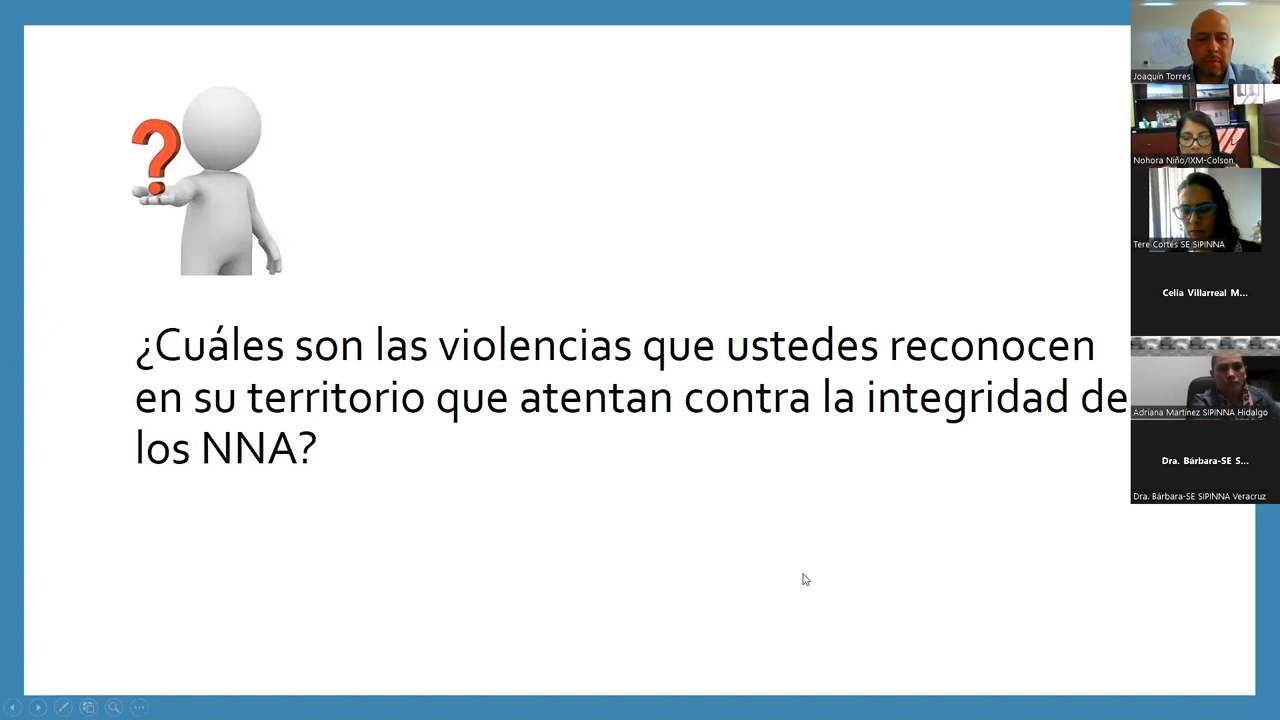 ?
¿Cuáles son las violencias que ustedes reconocen
en su territorio que atentan contra la integridad de
los NNA?
Joaquín Torres
Nohora Niño/IXM-Colson
Tere Cortés SE SIPINNA
Celia Villarreal M...
Adriana Martínez SIPINNA Hidalgo
Dra. Bárbara-SE S...
Dra. Bárbara-SE SIPINNA Veracruz